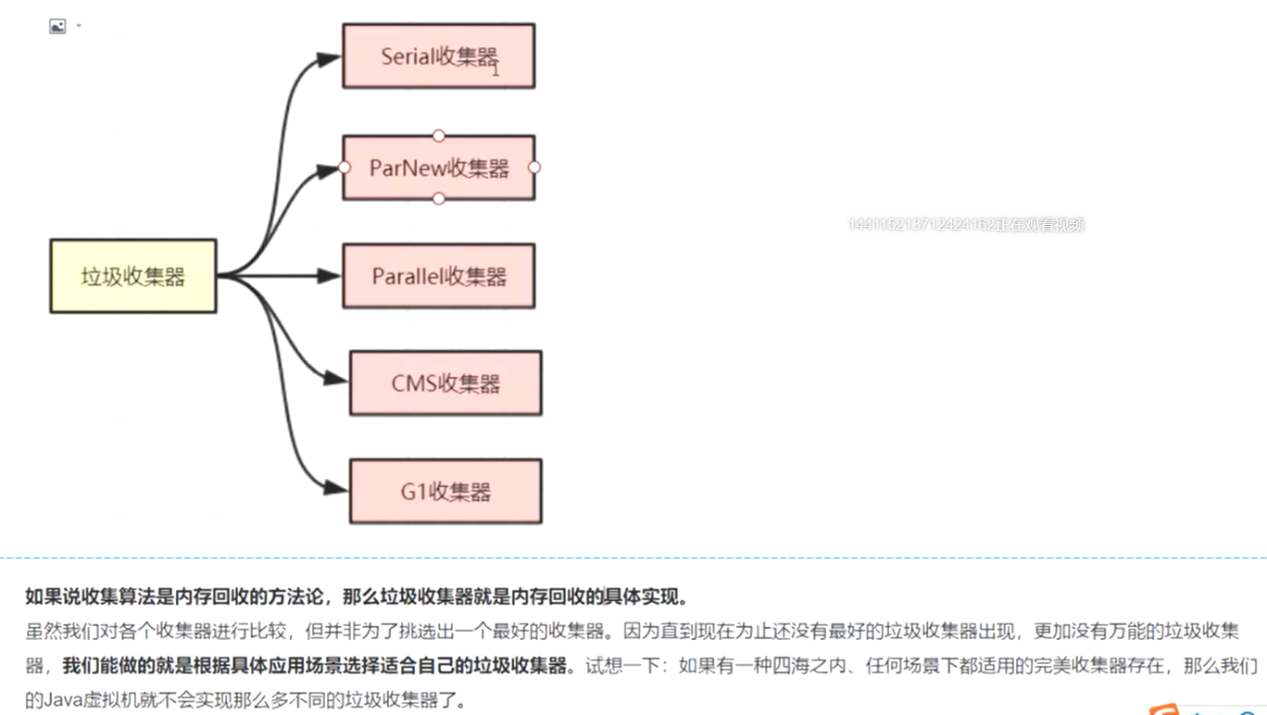 Serial收集器
ParNew收集器
1441152137124241​62正在观看视频
垃圾收集器
Parallel收集器
CMS收集器
G1收集器
如果说收集算法是内存回收的方法论，那么垃圾收集器就是内存回收的具体实现。
虽然我们对各个收集器进行比较，但并非为了挑选出一个最好的收集器。因为直到现在为止还没有最好的垃圾收集器出现，更加没有万能的垃圾收集
器，我们能做的就是根据具体应用场景选择适合自己的垃圾收集器。试想一下：如果有一种四海之内、任何场景下都适用的完美收集器存在，那么我们
的Java虚拟机就不会实现那么多不同的垃圾收集器了。